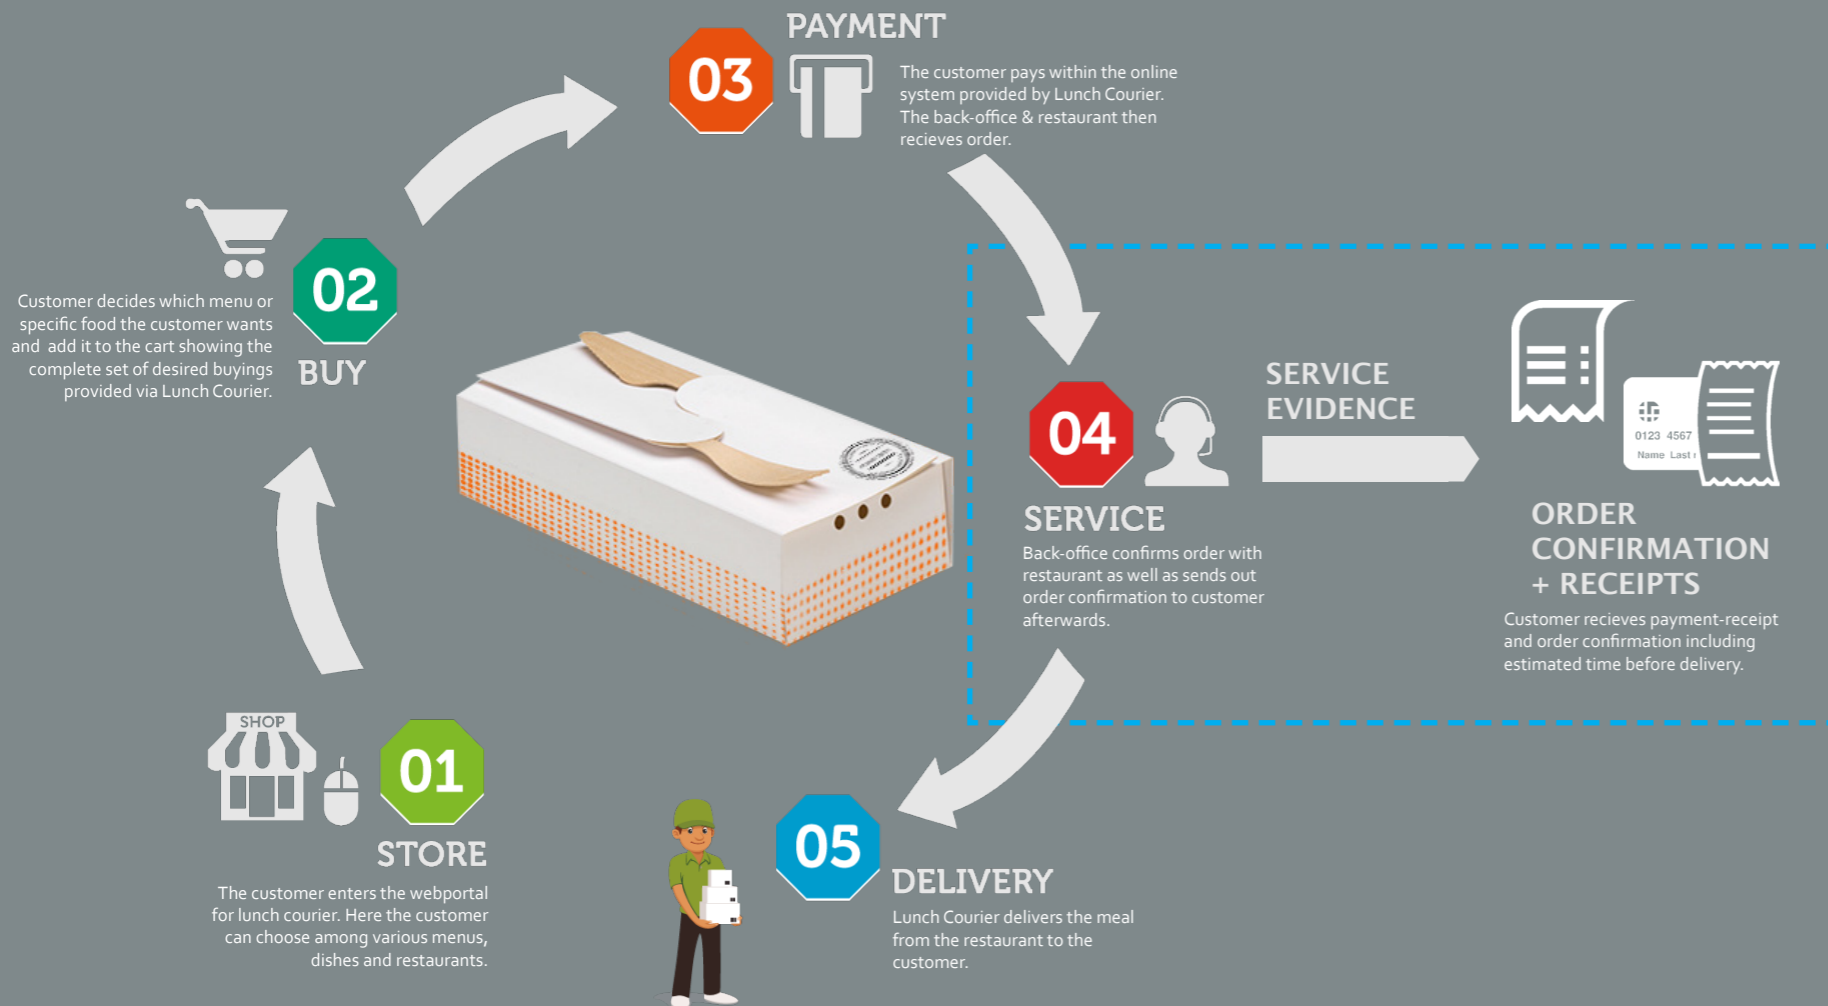 03
PAYMENT
The customer pays within the online
system provided by Lunch Courier.
The back-office & restaurant then
recieves order.
02
BUY
Customer decides which menu or
specific food the customer wants
and add it to the cart showing the
complete set of desired buyings
provided via Lunch Courier.
04
SERVICE
Back-office confirms order with
restaurant as well as sends out
order confirmation to customer
afterwards.
SERVICE
EVIDENCE
0123 4567
Name Last
ORDER
CONFIRMATION
+ RECEIPTS
Customer recieves payment-receipt
and order confirmation including
estimated time before delivery.
SHOP
01
STORE
The customer enters the webportal
for lunch courier. Here the customer
can choose among various menus,
dishes and restaurants.
05
DELIVERY
Lunch Courier delivers the meal
from the restaurant to the
customer.